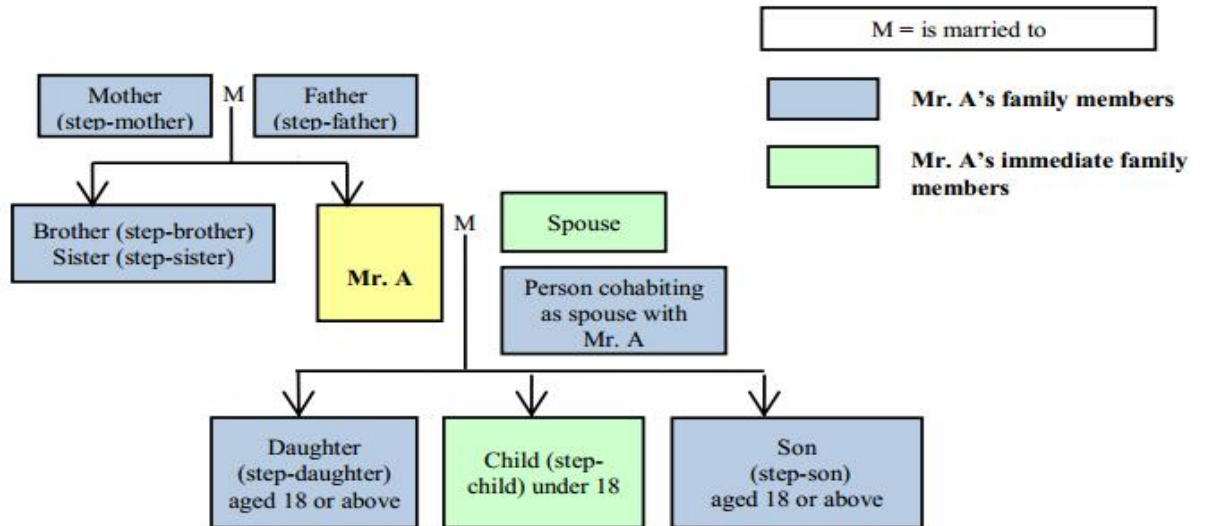 M = is married to
Mother
(step-mother)
M
Father
(step-father)
Mr. A's family members
Mr. A's immediate family
members
Brother (step-brother)
Sister (step-sister)
Mr. A
M
Spouse
Person cohabiting
as spouse with
Mr. A
Daughter
(step-daughter)
aged 18 or above
Child (step-
child) under 18
Son
(step-son)
aged 18 or above